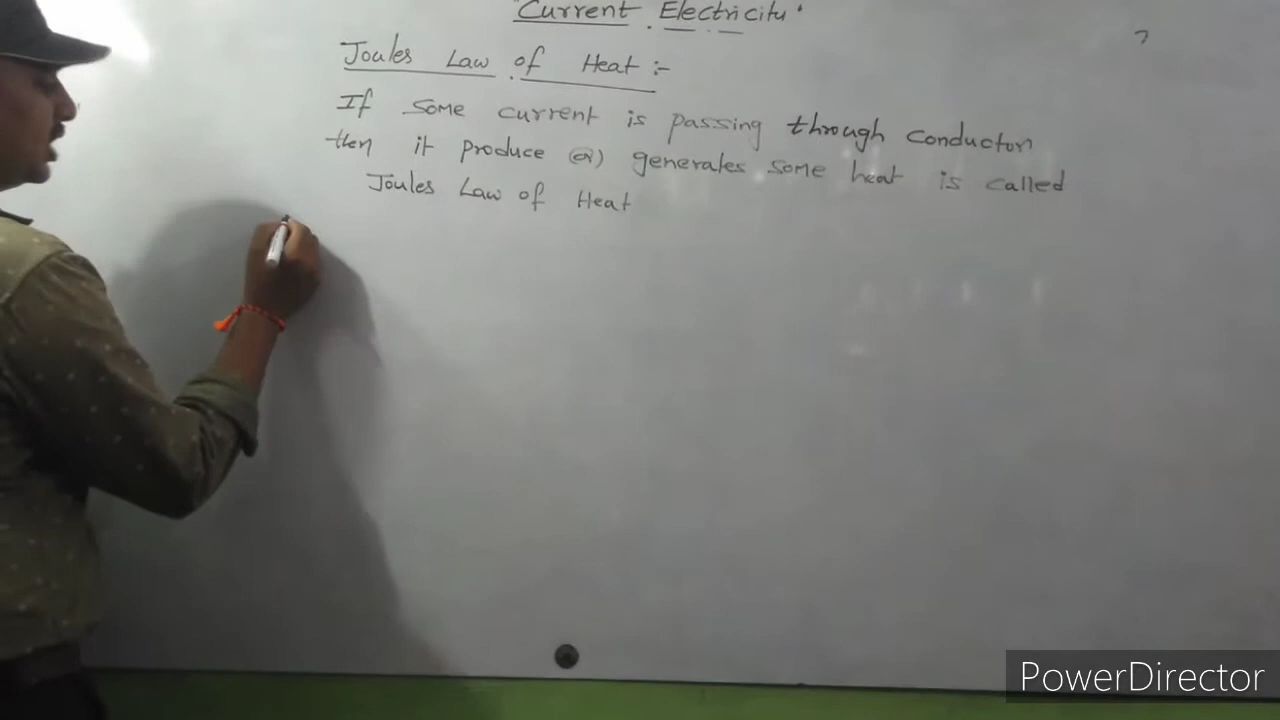 "Current Electricity"
Joules Law of Heat :-
If some current is passing through conductor
then it produce (or) generates some heat is called
Joules Law of Heat
PowerDirector